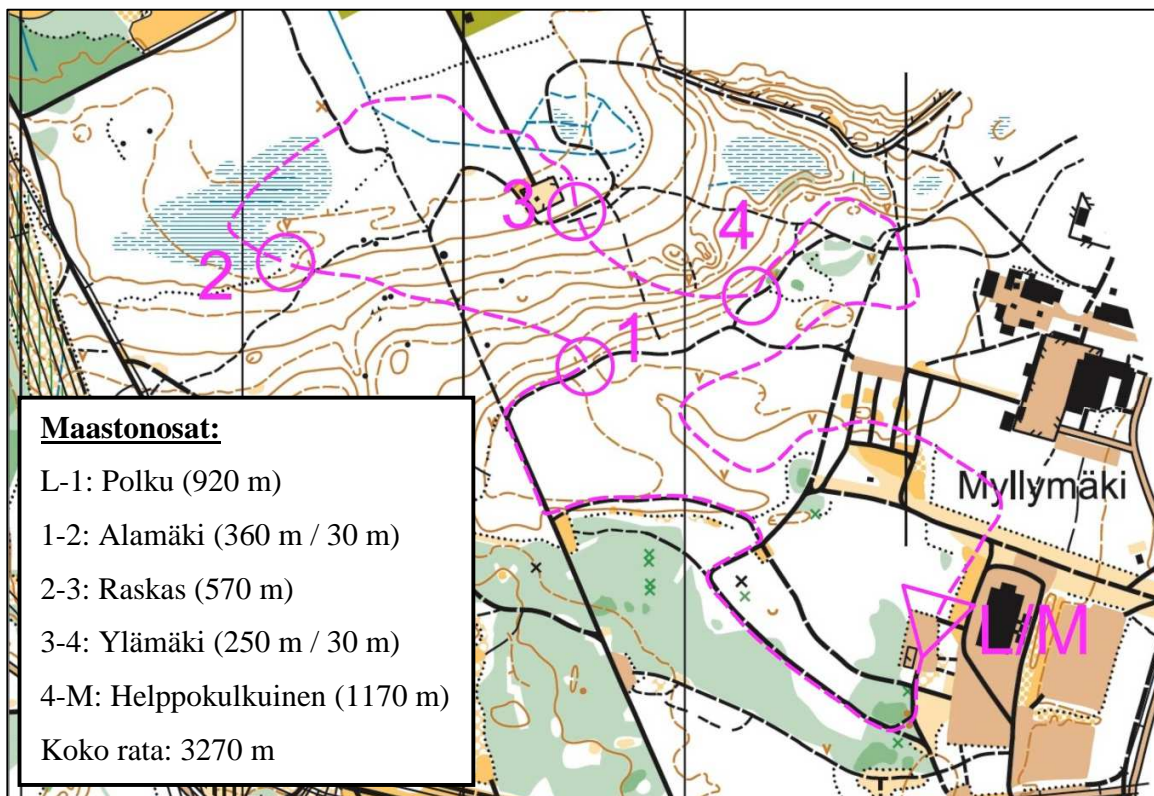 3
4
2
1
Maastonosat:
L-1: Polku (920 m)
1-2: Alamäki (360 m / 30 m)
2-3: Raskas (570 m)
3-4: Ylämäki (250 m / 30 m)
4-M: Helppokulkuinen (1170 m)
Koko rata: 3270 m
Myllymäki
L/M